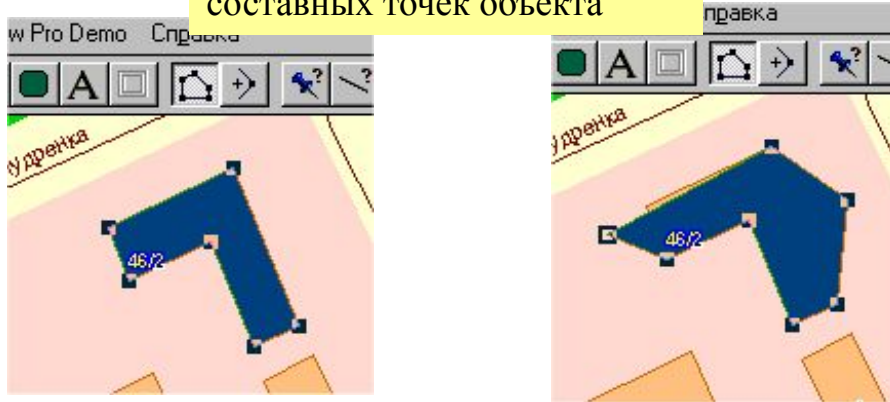 составных точек объекта
w Pro Demo Справка
правка
A
A
удренка
удренка
46/2
46/2